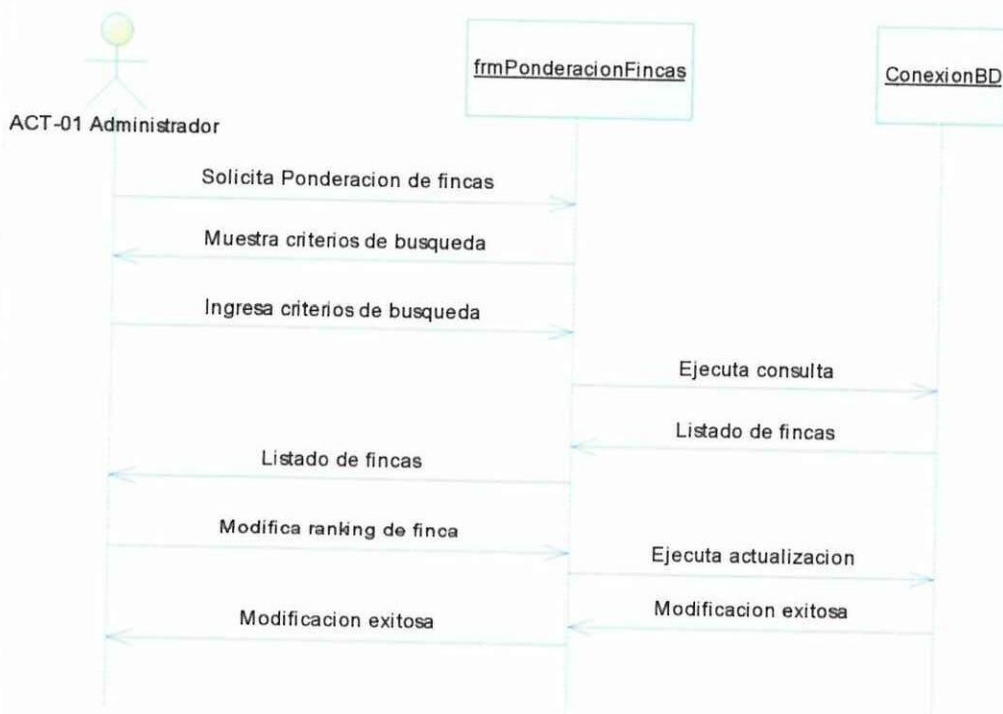 frmPonderacionFincas
ConexionBD
ACT-01 Administrador
Solicita Ponderacion de fincas
Muestra criterios de busqueda
Ingresa criterios de busqueda
Ejecuta consulta
Listado de fincas
Listado de fincas
Modifica ranking de finca
Ejecuta actualizacion
Modificacion exitosa
Modificacion exitosa